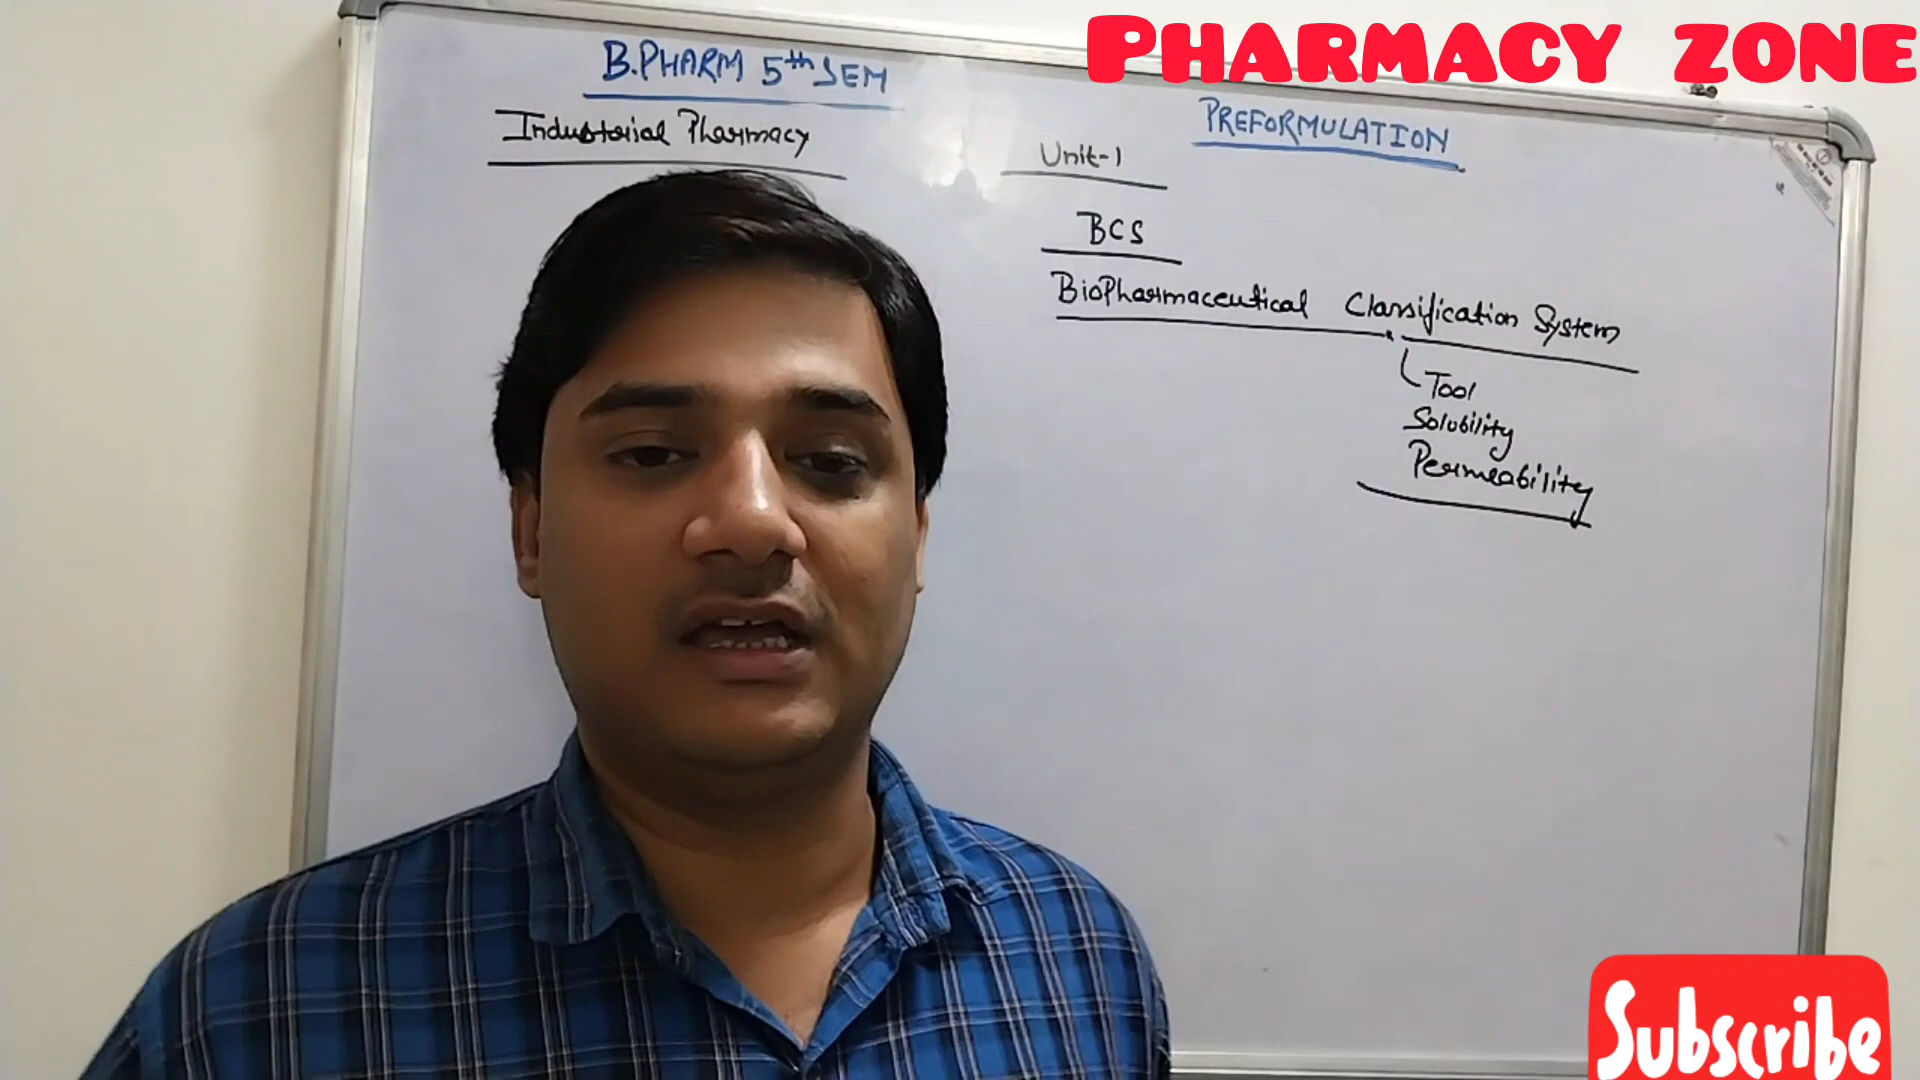 PHARMACY ZONE
B.PHARM 5th SEM
Industrial Pharmacy
PREFORMULATION
Unit-1
BCS
BioPharmaceutical Classification System
Tool
Solubility
Permeability
Subscribe